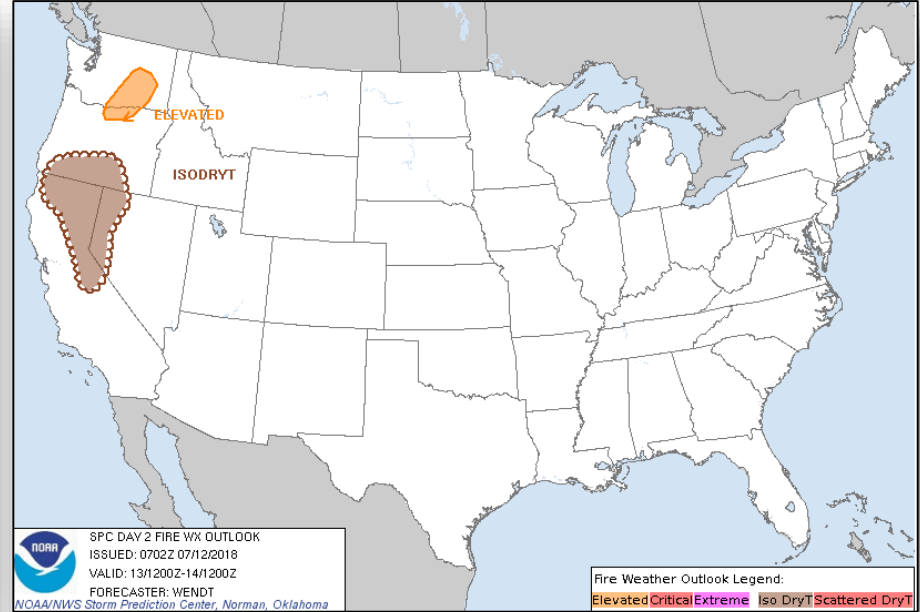 ELEVATED
ISODRYT
NOAA
SPC DAY 2 FIRE WX OUTLOOK
ISSUED: 0702Z 07/12/2018
VALID: 13/1200Z-14/1200Z
FORECASTER: WENDT
NOAA/NWS Storm Prediction Center, Norman, Oklahoma
Fire Weather Outlook Legend:
Elevated Critical Extreme Iso DryT Scattered DryT